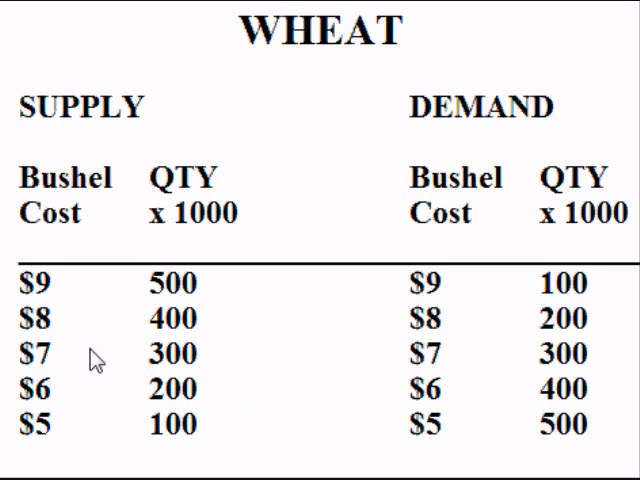 WHEAT
SUPPLY DEMAND
Bushel QTY Bushel QTY
Cost x 1000 Cost x 1000
$9 500 $9 100
$8 400 $8 200
$7 300 $7 300
$6 200 $6 400
$5 100 $5 500